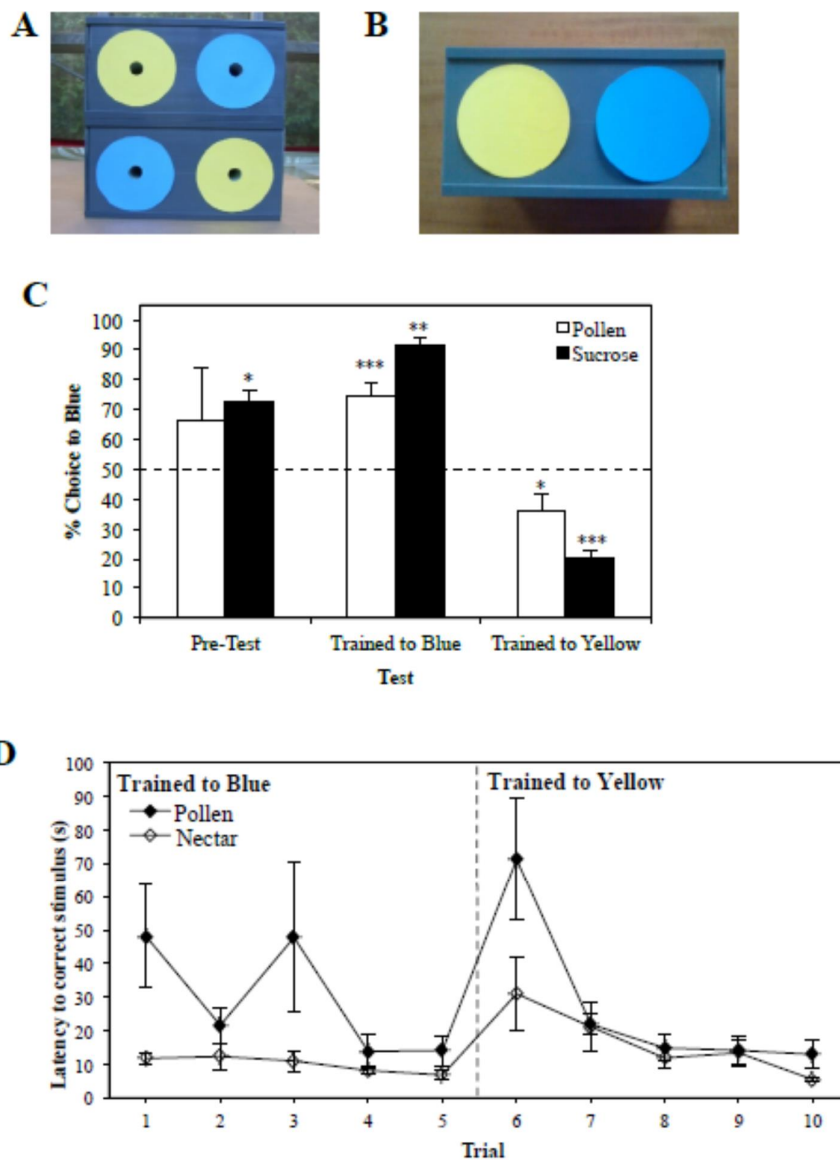 A
B
C
% Choice to Blue
100
90
80
70
60
50
40
30
20
10
0
Pollen
Sucrose
*
***
**
*
***
Pre-Test
Trained to Blue
Trained to Yellow
Test
D
Latency to correct stimulus (s)
100
90
80
70
60
50
40
30
20
10
0
Trained to Blue
Pollen
Nectar
Trained to Yellow
1 2 3 4 5 6 7 8 9 10
Trial